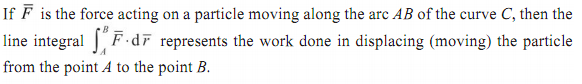 If F̅ is the force acting on a particle moving along the arc AB of the curve C, then the
line integral ∫_A^B F̅ · dr̅ represents the work done in displacing (moving) the particle
from the point A to the point B.